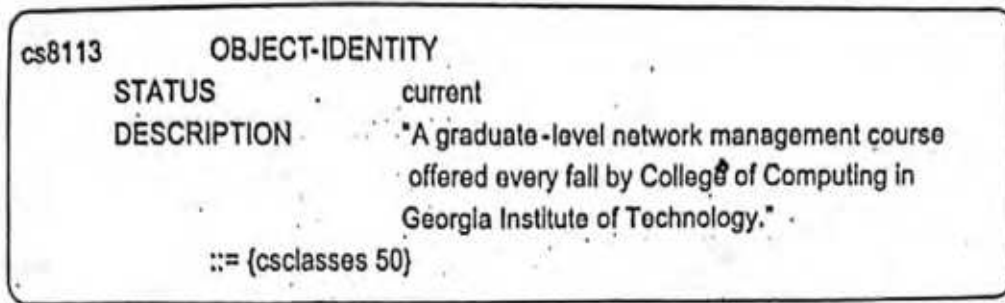 cs8113 OBJECT-IDENTITY
STATUS current
DESCRIPTION "A graduate-level network management course
offered every fall by College of Computing in
Georgia Institute of Technology."
::= {csclasses 50}